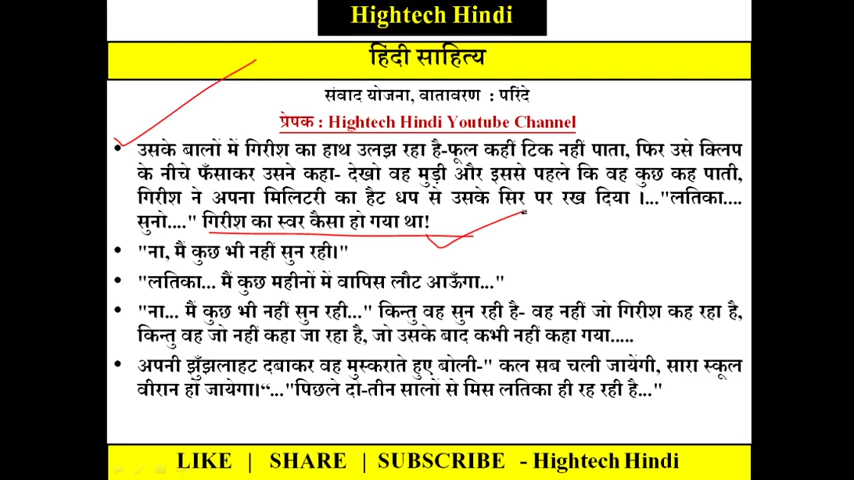 Hightech Hindi
हिंदी साहित्य
संवाद योजना, वातावरण : परिंदे
प्रेषक : Hightech Hindi Youtube Channel
• उसके बालों में गिरीश का हाथ उलझ रहा है-फूल कहीं टिक नहीं पाता, फिर उसे क्लिप
के नीचे फँसाकर उसने कहा- देखो वह मुड़ी और इससे पहले कि वह कुछ कह पाती,
गिरीश ने अपना मिलिटरी का हैट धप से उसके सिर पर रख दिया ।..."लतिका....
सुनो...." गिरीश का स्वर कैसा हो गया था!
• "ना, मैं कुछ भी नहीं सुन रही।"
• "लतिका... मैं कुछ महीनों में वापिस लौट आऊँगा..."
• "ना... मैं कुछ भी नहीं सुन रही..." किन्तु वह सुन रही है- वह नहीं जो गिरीश कह रहा है,
किन्तु वह जो नहीं कहा जा रहा है, जो उसके बाद कभी नहीं कहा गया.....
• अपनी झुँझलाहट दबाकर वह मुस्कराते हुए बोली-" कल सब चली जायेंगी, सारा स्कूल
वीरान हो जायेगा।“..."पिछले दो-तीन सालों से मिस लतिका ही रह रही है..."
LIKE | SHARE | SUBSCRIBE - Hightech Hindi